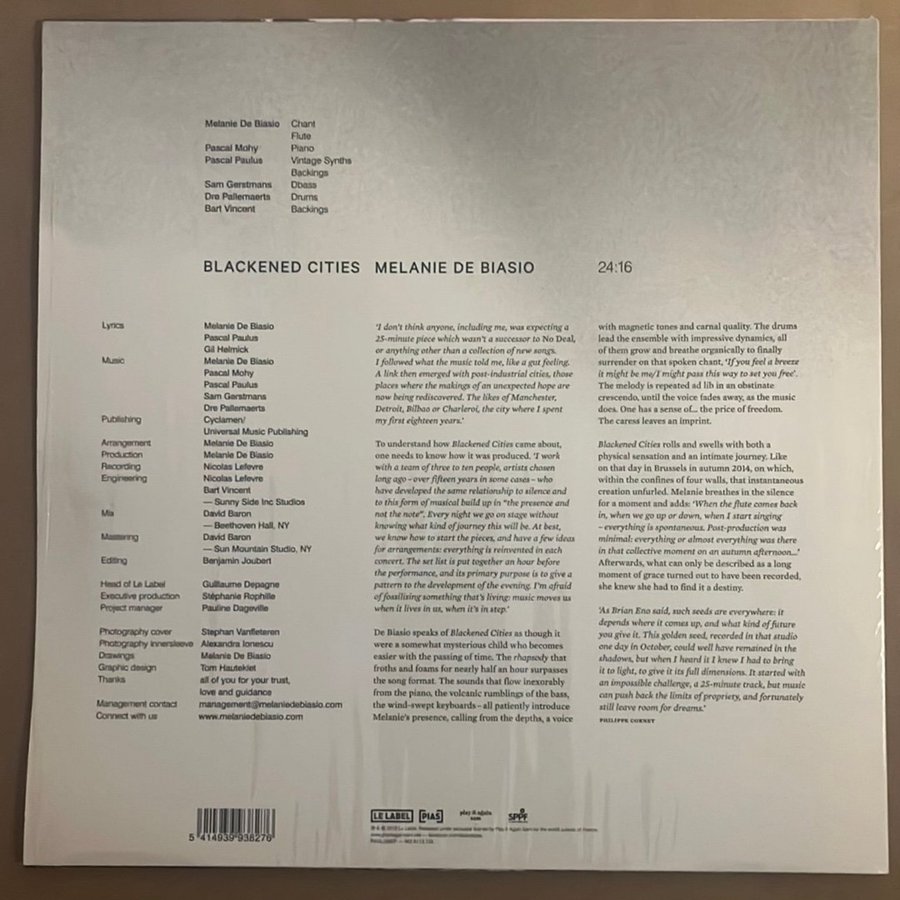 Melanie De Biasio Chant
Flute
Pascal Mohy Piano
Pascal Paulus Vintage Synths
Backings
Sam Gerstmans Dbass
Dre Pallemaerts Drums
Bart Vincent Backings
BLACKENED CITIES MELANIE DE BIASIO 24:16
Lyrics Melanie De Biasio
Pascal Paulus
Gil Helmick
Music Melanie De Biasio
Pascal Mohy
Pascal Paulus
Sam Gerstmans
Dre Pallemaerts
Publishing Cyclamen/
Universal Music Publishing
Arrangement Melanie De Biasio
Production Melanie De Biasio
Recording Nicolas Lefevre
Engineering Nicolas Lefevre
Bart Vincent
— Sunny Side Inc Studios
Mix David Baron
— Beethoven Hall, NY
Mastering David Baron
— Sun Mountain Studio, NY
Editing Benjamin Joubert
Head of Le Label Guillaume Depagne
Executive production Stéphanie Rophille
Project manager Pauline Dageville
Photography cover Stephan Vanfleteren
Photography innersleeve Alexandra Ionescu
Drawings Melanie De Biasio
Graphic design Tom Hautekiet
Thanks all of you for your trust,
love and guidance
Management contact management@melaniedebiasio.com
Connect with us www.melaniedebiasio.com
'I don't think anyone, including me, was expecting a
25-minute piece which wasn't a successor to No Deal,
or anything other than a collection of new songs.
I followed what the music told me, like a gut feeling.
A link then emerged with post-industrial cities, those
places where the makings of an unexpected hope are
now being rediscovered. The likes of Manchester,
Detroit, Bilbao or Charleroi, the city where I spent
my first eighteen years.'
To understand how Blackened Cities came about,
one needs to know how it was produced. 'I work
with a team of three to ten people, artists chosen
long ago – over fifteen years in some cases – who
have developed the same relationship to silence and
to this form of musical build up in "the presence and
not the note". Every night we go on stage without
knowing what kind of journey this will be. At best,
we know how to start the pieces, and have a few ideas
for arrangements: everything is reinvented in each
concert. The set list is put together an hour before
the performance, and its primary purpose is to give a
pattern to the development of the evening. I'm afraid
of fossilising something that's living: music moves us
when it lives in us, when it's in step.'
De Biasio speaks of Blackened Cities as though it
were a somewhat mysterious child who becomes
easier with the passing of time. The rhapsody that
froths and foams for nearly half an hour surpasses
the song format. The sounds that flow inexorably
from the piano, the volcanic rumblings of the bass,
the wind-swept keyboards – all patiently introduce
Melanie's presence, calling from the depths, a voice
with magnetic tones and carnal quality. The drums
lead the ensemble with impressive dynamics, all
of them grow and breathe organically to finally
surrender on that spoken chant, 'If you feel a breeze
it might be me/I might pass this way to set you free'.
The melody is repeated ad lib in an obstinate
crescendo, until the voice fades away, as the music
does. One has a sense of... the price of freedom.
The caress leaves an imprint.
Blackened Cities rolls and swells with both a
physical sensation and an intimate journey. Like
on that day in Brussels in autumn 2014, on which,
within the confines of four walls, that instantaneous
creation unfurled. Melanie breathes in the silence
for a moment and adds: 'When the flute comes back
in, when we go up or down, when I start singing
– everything is spontaneous. Post-production was
minimal: everything or almost everything was there
in that collective moment on an autumn afternoon...'
Afterwards, what can only be described as a long
moment of grace turned out to have been recorded,
she knew she had to find it a destiny.
'As Brian Eno said, such seeds are everywhere: it
depends where it comes up, and what kind of future
you give it. This golden seed, recorded in that studio
one day in October, could well have remained in the
shadows, but when I heard it I knew I had to bring
it to light, to give it its full dimensions. It started with
an impossible challenge, a 25-minute track, but music
can push back the limits of propriety, and fortunately
still leave room for dreams.'
PHILIPPE CORNET
5 414939 938276
LE LABEL [PIAS] play it again sam SPPF